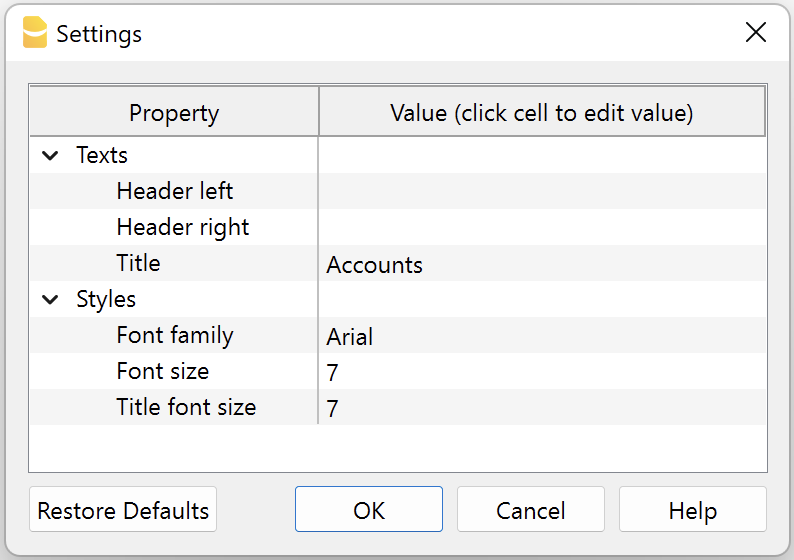 Settings
Property Value (click cell to edit value)
Texts
Header left
Header right
Title Accounts
Styles
Font family Arial
Font size 7
Title font size 7
Restore Defaults OK Cancel Help